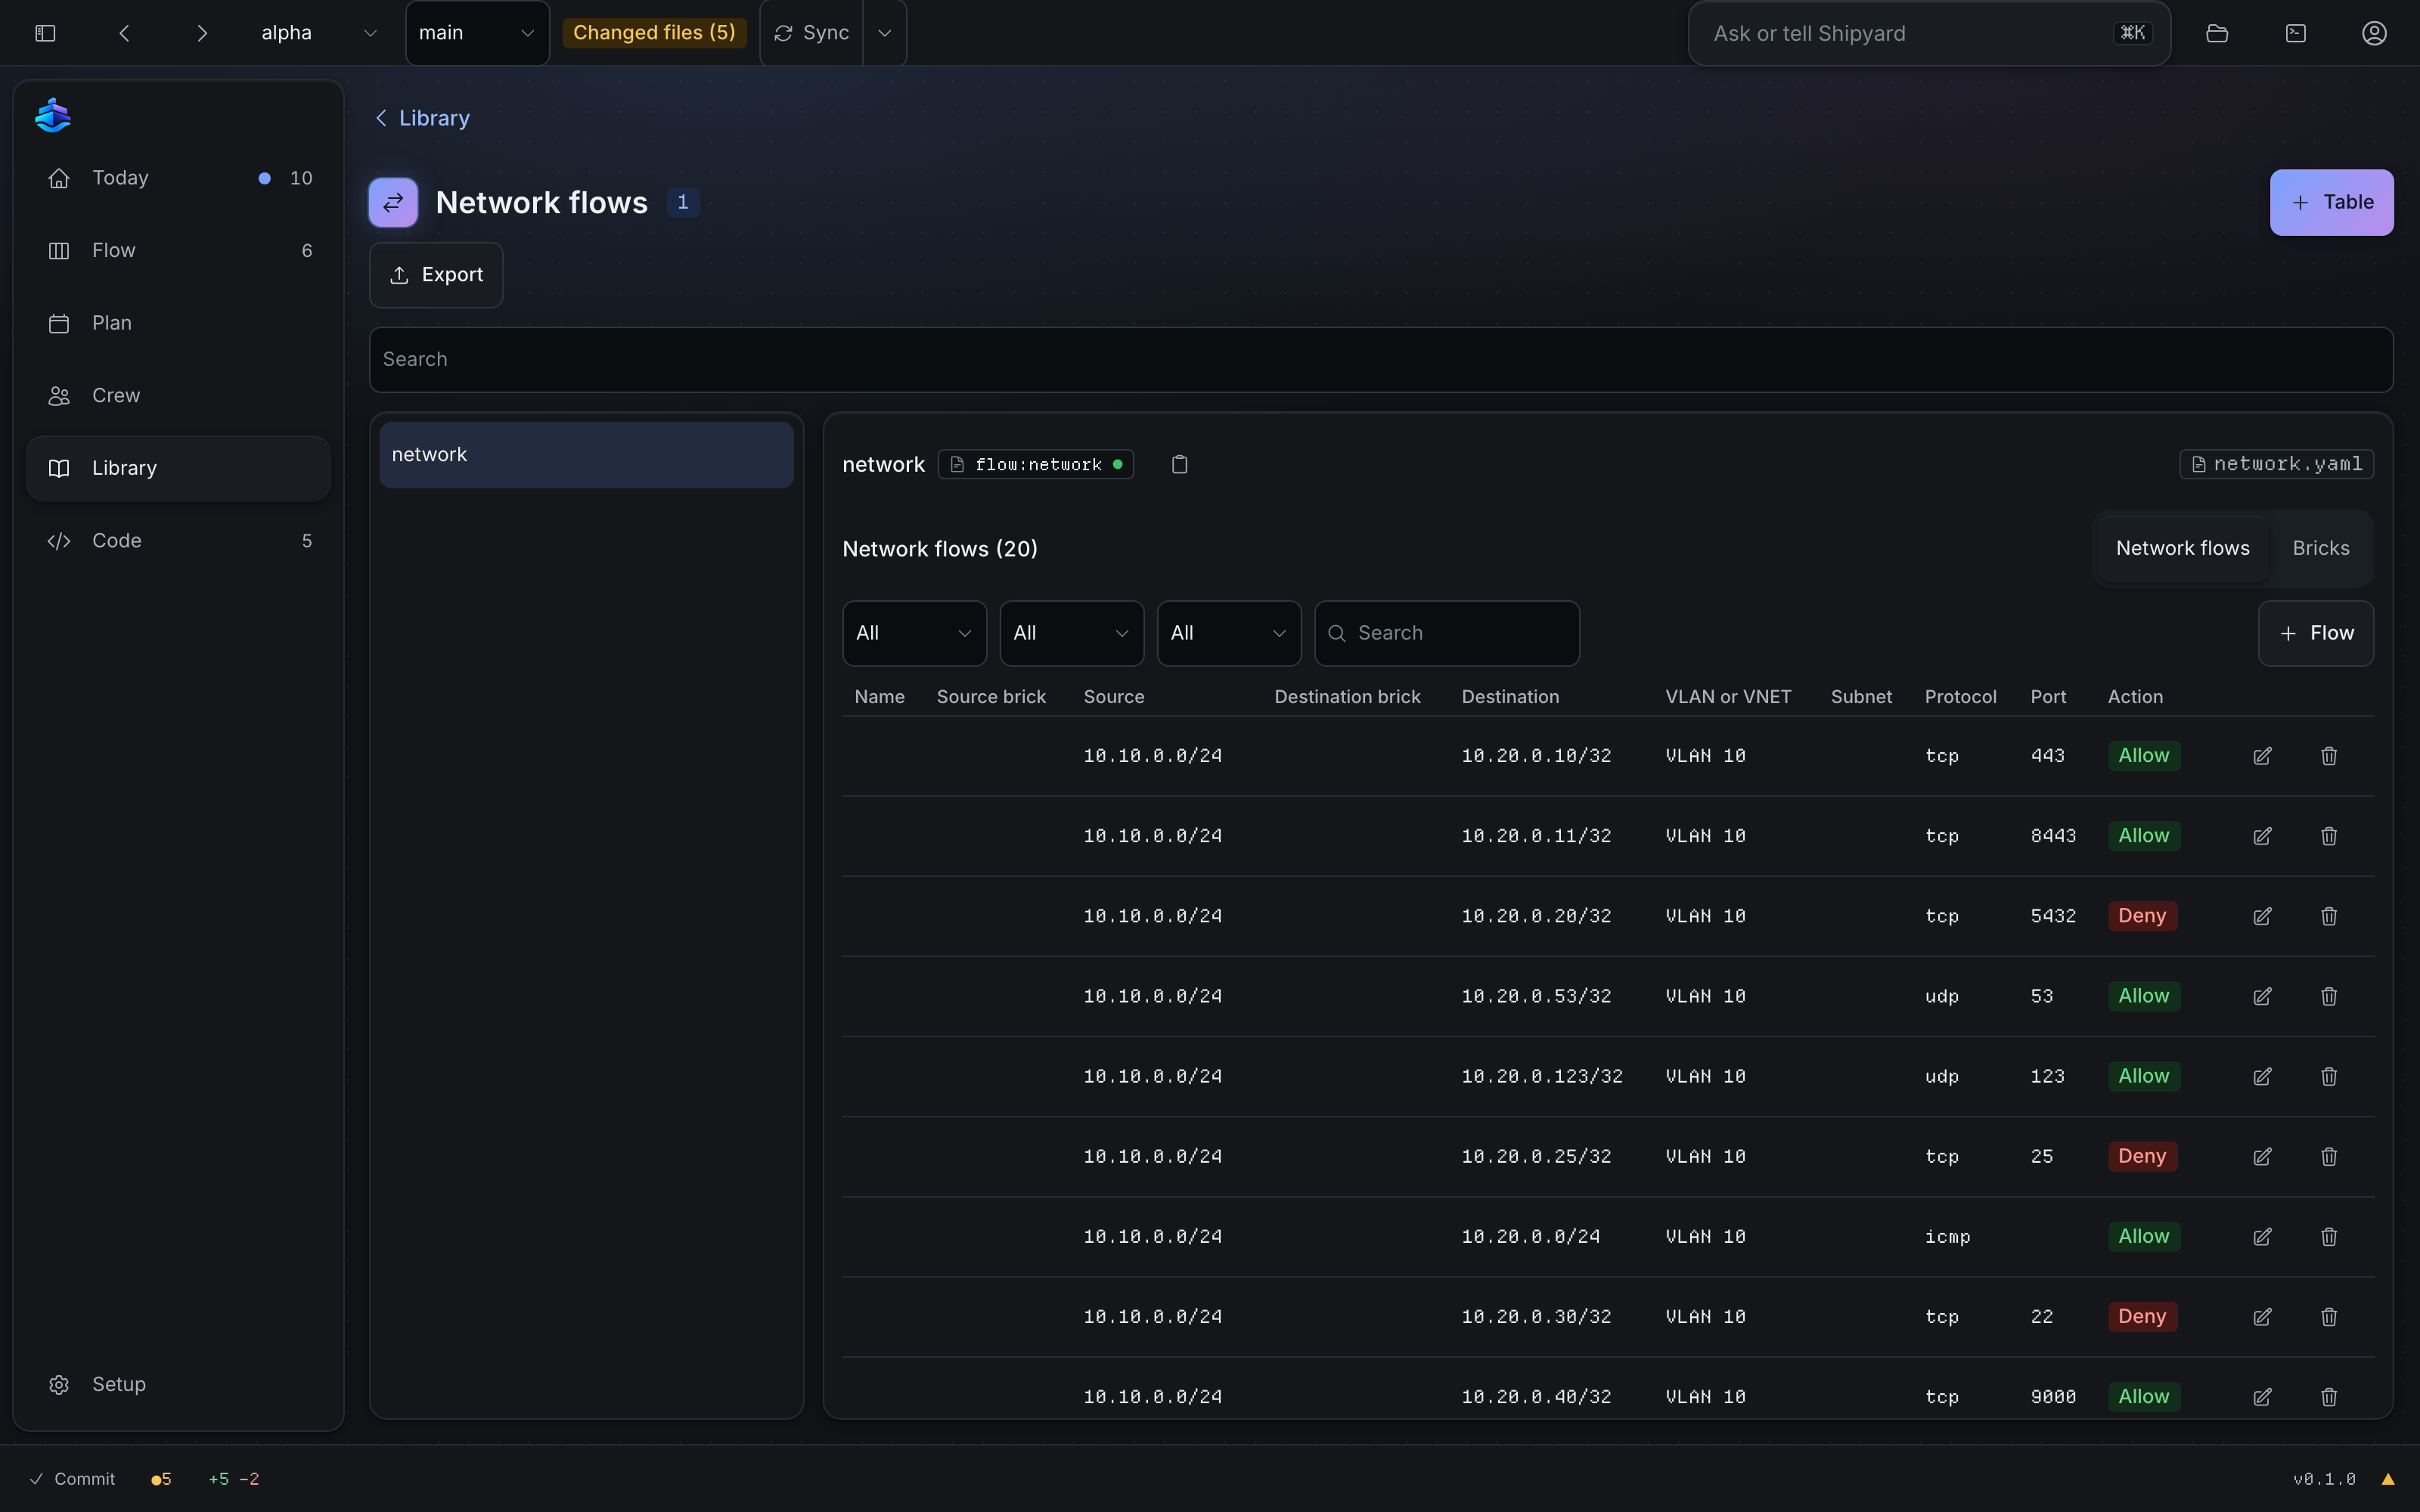 alpha
main
Changed files (5)
Sync
Ask or tell Shipyard
⌘K
Today 10
Flow 6
Plan
Crew
Library
Code 5
Setup
Library
Network flows 1
Table
Export
Search
network
network flow:network
network.yaml
Network flows (20)
Network flows Bricks
All All All Search
Flow
Name Source brick Source Destination brick Destination VLAN or VNET Subnet Protocol Port Action
10.10.0.0/24 10.20.0.10/32 VLAN 10 tcp 443 Allow
10.10.0.0/24 10.20.0.11/32 VLAN 10 tcp 8443 Allow
10.10.0.0/24 10.20.0.20/32 VLAN 10 tcp 5432 Deny
10.10.0.0/24 10.20.0.53/32 VLAN 10 udp 53 Allow
10.10.0.0/24 10.20.0.123/32 VLAN 10 udp 123 Allow
10.10.0.0/24 10.20.0.25/32 VLAN 10 tcp 25 Deny
10.10.0.0/24 10.20.0.0/24 VLAN 10 icmp Allow
10.10.0.0/24 10.20.0.30/32 VLAN 10 tcp 22 Deny
10.10.0.0/24 10.20.0.40/32 VLAN 10 tcp 9000 Allow
Commit 5 +5 -2
v0.1.0